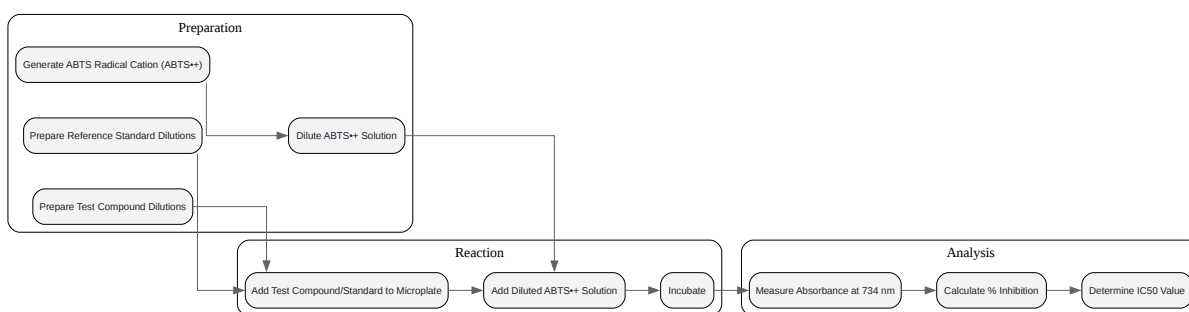 Preparation
Generate ABTS Radical Cation (ABTS•+)
Prepare Reference Standard Dilutions
Dilute ABTS•+ Solution
Prepare Test Compound Dilutions
Reaction
Analysis
Add Test Compound/Standard to Microplate
Add Diluted ABTS•+ Solution
Incubate
Measure Absorbance at 734 nm
Calculate % Inhibition
Determine IC50 Value